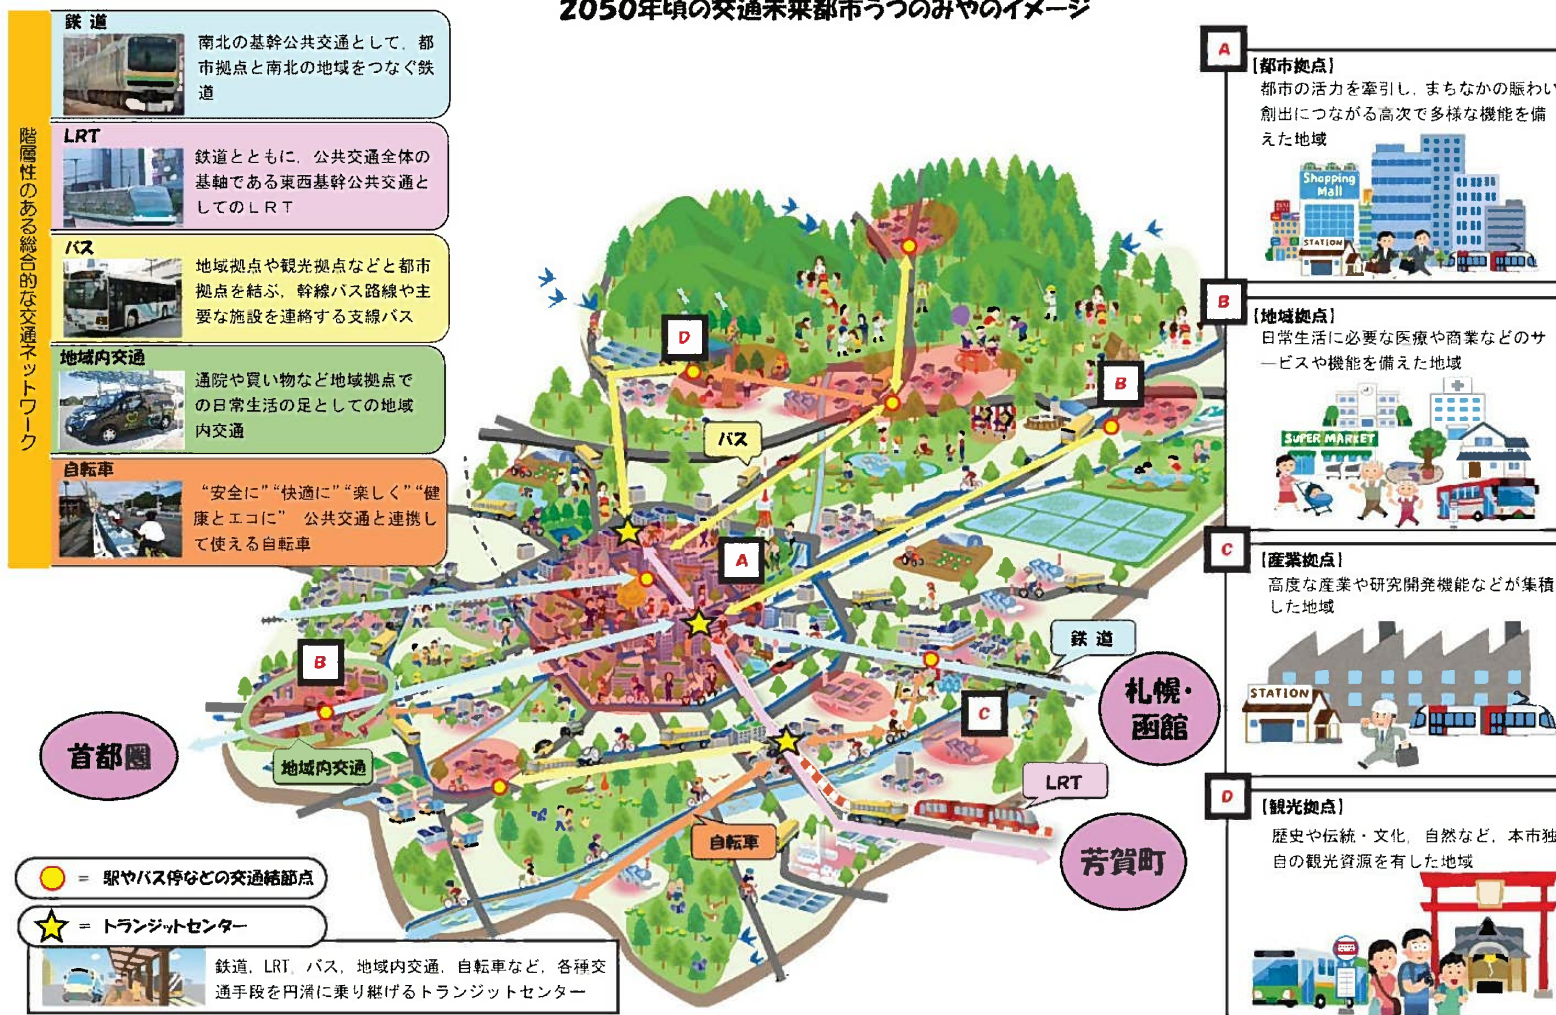 2050年頃の交通未来都市うつのみやのイメージ
階層性のある総合的な交通ネットワーク
鉄道
南北の基幹公共交通として，都
市拠点と南北の地域をつなぐ鉄
道
LRT
鉄道とともに，公共交通全体の
基軸である東西基幹公共交通と
してのＬＲＴ
バス
地域拠点や観光拠点などと都市
拠点を結ぶ，幹線バス路線や主
要な施設を連絡する支線バス
地域内交通
通院や買い物など地域拠点で
の日常生活の足としての地域
内交通
自転車
“安全に”“快適に”“楽しく”“健
康とエコに”　公共交通と連携し
て使える自転車
D
B
バス
A
B
鉄道
C
札幌・
函館
首都圏
地域内交通
LRT
自転車
芳賀町
= 駅やバス停などの交通結節点
= トランジットセンター
鉄道，LRT，バス，地域内交通，自転車など，各種交
通手段を円滑に乗り継げるトランジットセンター
A
【都市拠点】
都市の活力を牽引し，まちなかの賑わい
創出につながる高次で多様な機能を備
えた地域
Shopping
Mall
STATION
B
【地域拠点】
日常生活に必要な医療や商業などのサ
ービスや機能を備えた地域
SUPER MARKET
C
【産業拠点】
高度な産業や研究開発機能などが集積
した地域
STATION
D
【観光拠点】
歴史や伝統・文化，自然など，本市独
自の観光資源を有した地域